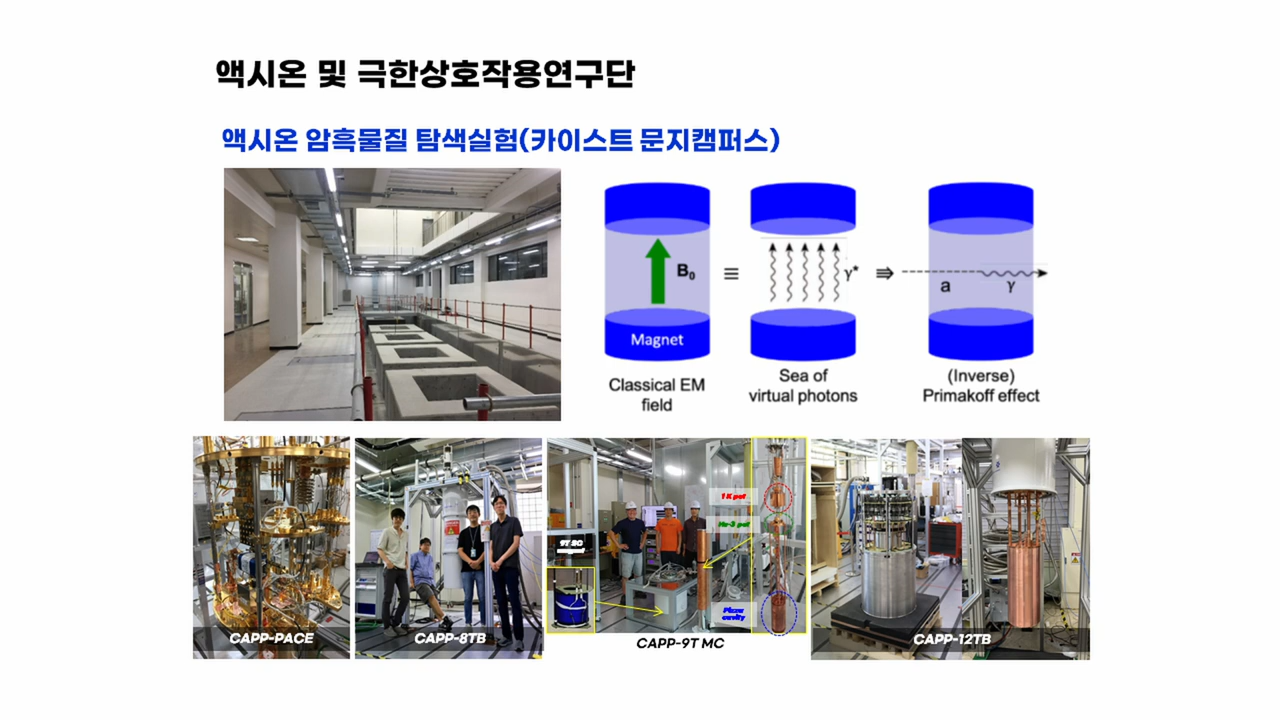 액시온 및 극한상호작용연구단
액시온 암흑물질 탐색실험(카이스트 문지캠퍼스)
B₀
≡
γ*
⇛
a
γ
Magnet
Classical EM
field
Sea of
virtual photons
(Inverse)
Primakoff effect
1 K pot
He-3 pot
9T SC
magnet
Pizza
cavity
CAPP-PACE
CAPP-8TB
CAPP-9T MC
CAPP-12TB